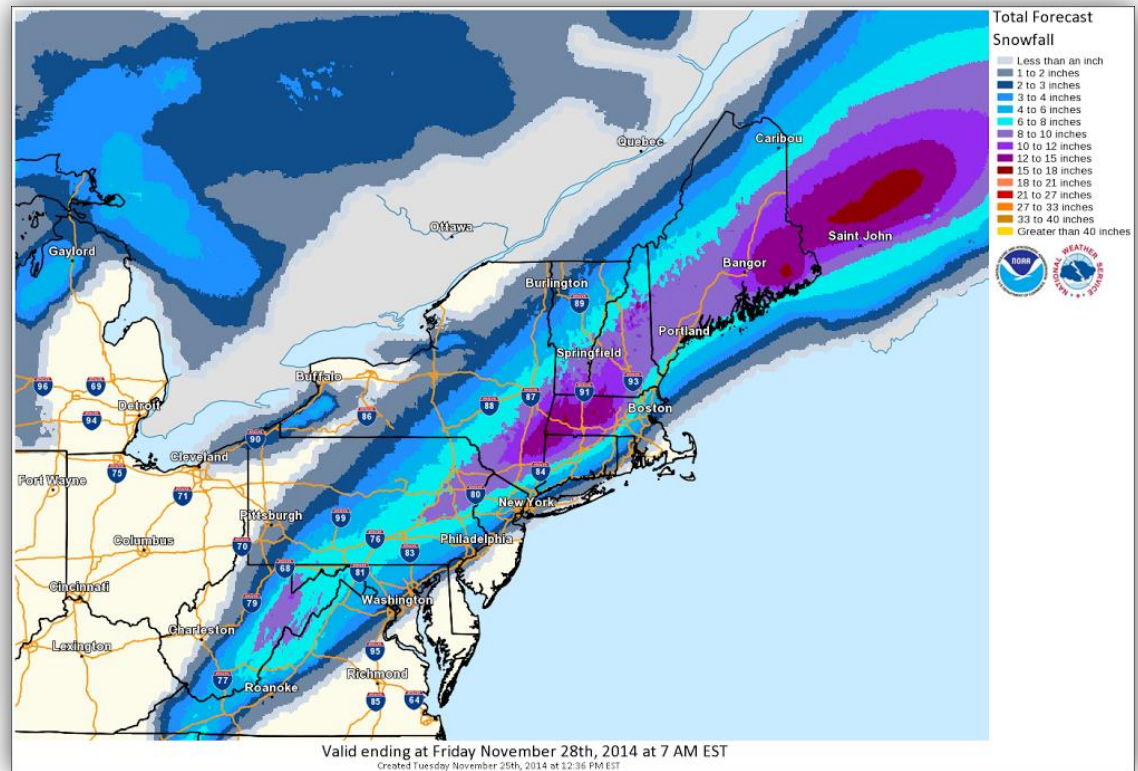 Total Forecast
Snowfall
Less than an inch
1 to 2 inches
2 to 3 inches
3 to 4 inches
4 to 6 inches
6 to 8 inches
8 to 10 inches
10 to 12 inches
12 to 15 inches
15 to 18 inches
18 to 21 inches
21 to 27 inches
27 to 33 inches
33 to 40 inches
Greater than 40 inches
NOAA
NATIONAL WEATHER SERVICE
Caribou
Quebec
Ottawa
Saint John
Gaylord
Bangor
Burlington
89
Portland
Springfield
Buffalo
96
69
93
91
87
Detroit
88
Boston
86
94
90
Cleveland
84
75
Fort Wayne
80
71
New York
Pittsburgh
99
Philadelphia
76
Columbus
70
83
68
81
Cincinnati
Washington
79
Charleston
Lexington
95
77
Richmond
Roanoke
85
64
Valid ending at Friday November 28th, 2014 at 7 AM EST
Created Tuesday November 25th, 2014 at 12:36 PM EST